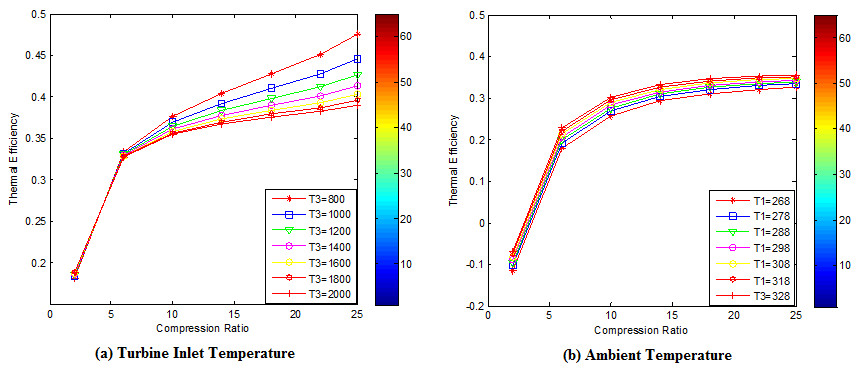 0.5
0.45
0.4
0.35
0.3
0.25
0.2
Thermal Efficiency
0 5 10 15 20 25
Compression Ratio
T3=800
T3=1000
T3=1200
T3=1400
T3=1600
T3=1800
T3=2000
60
50
40
30
20
10
(a) Turbine Inlet Temperature
0.5
0.4
0.3
0.2
0.1
0
-0.1
-0.2
Thermal Efficiency
0 5 10 15 20 25
Compression Ratio
T1=268
T1=278
T1=288
T1=298
T1=308
T1=318
T3=328
60
50
40
30
20
10
(b) Ambient Temperature